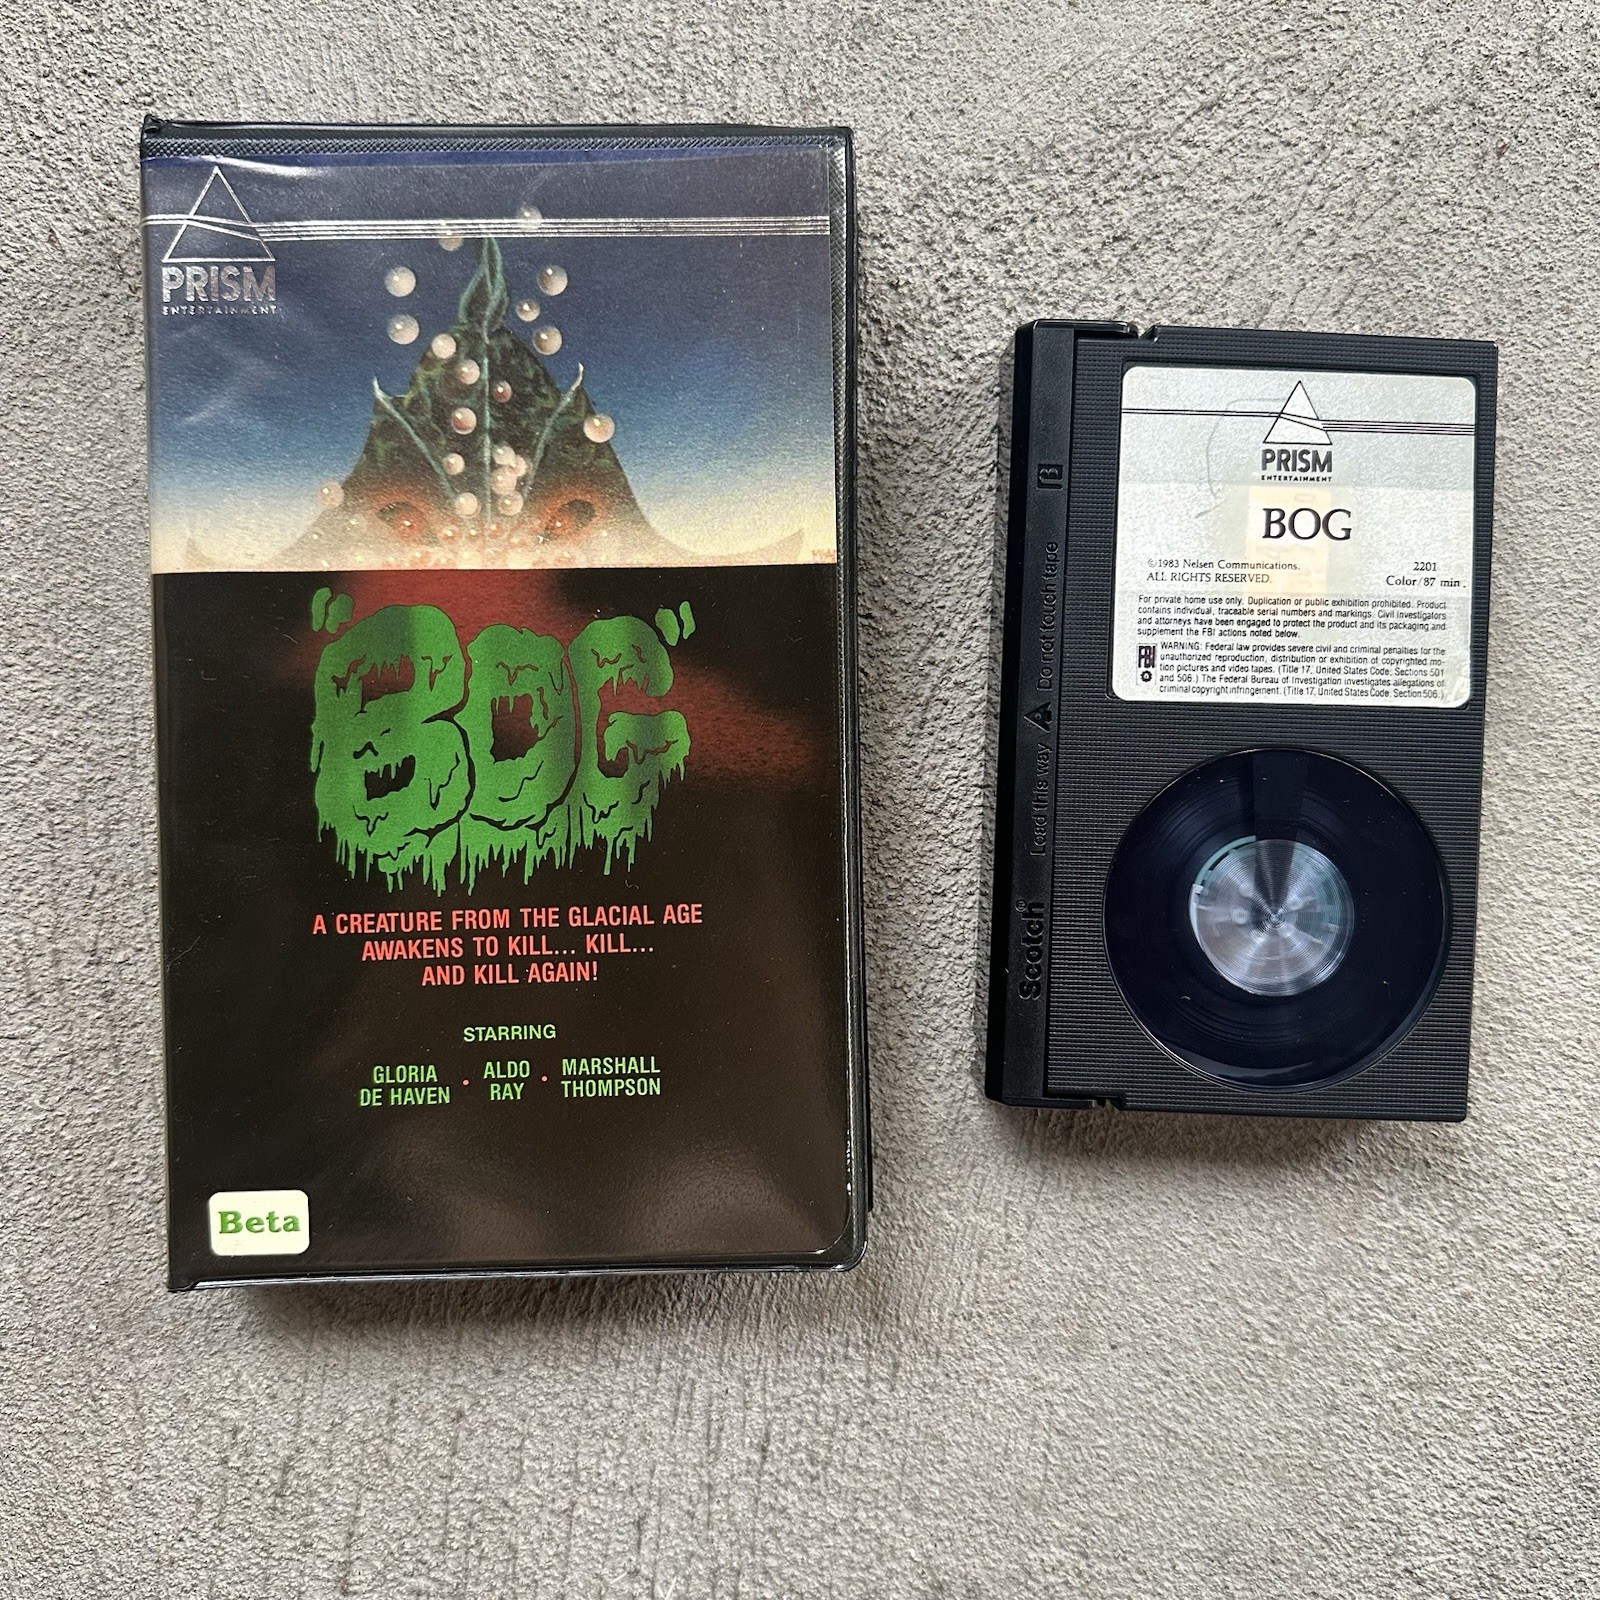 PRISM
ENTERTAINMENT
"BOG"
A CREATURE FROM THE GLACIAL AGE
AWAKENS TO KILL... KILL...
AND KILL AGAIN!
STARRING
GLORIA
DE HAVEN
• ALDO
RAY
• MARSHALL
THOMPSON
Beta
PRISM
ENTERTAINMENT
BOG
©1983 Nelsen Communications.
ALL RIGHTS RESERVED.
2201
Color/87 min.
For private home use only. Duplication or public exhibition prohibited. Product
contains individual, traceable serial numbers and markings. Civil investigators
and attorneys have been engaged to protect the product and its packaging and
supplement the FBI actions noted below.
FBI
WARNING: Federal law provides severe civil and criminal penalties for the
unauthorized reproduction, distribution or exhibition of copyrighted mo-
tion pictures and video tapes. (Title 17, United States Code, Sections 501
and 506.) The Federal Bureau of Investigation investigates allegations of
criminal copyright infringement. (Title 17, United States Code, Section 506.)
Scotch®
Load this way
Do not touch tape
β